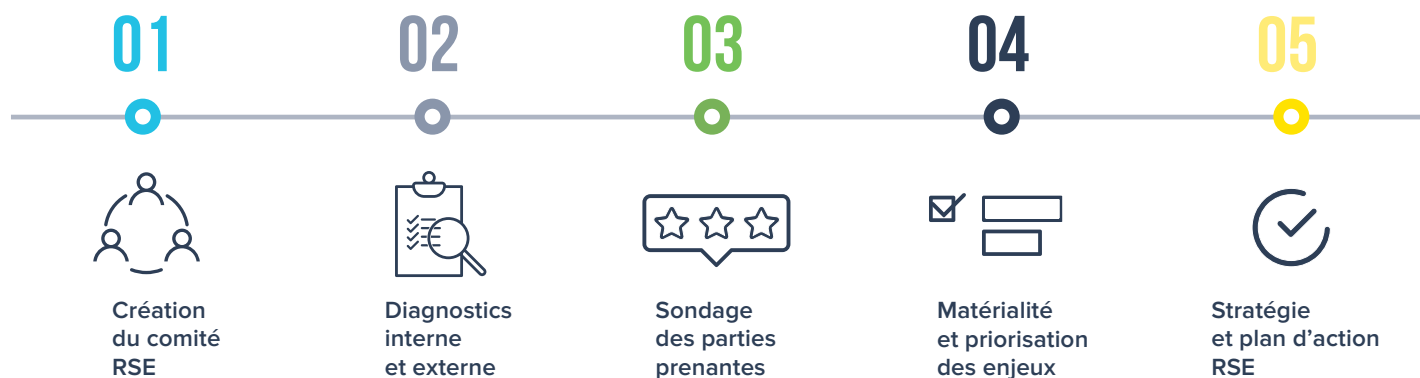 01
02
03
04
05
Création
du comité
RSE
Diagnostics
interne
et externe
Sondage
des parties
prenantes
Matérialité
et priorisation
des enjeux
Stratégie
et plan d’action
RSE